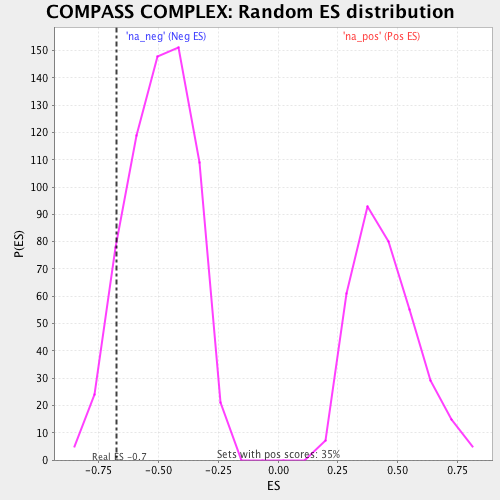 COMPASS COMPLEX: Random ES distribution
'na_neg' (Neg ES)
'na_pos' (Pos ES)
150
140
130
120
110
100
90
80
70
60
50
40
30
20
10
0
P(ES)
Real ES −0.7
Sets with pos scores: 35%
−0.75 −0.50 −0.25 0.00 0.25 0.50 0.75
ES